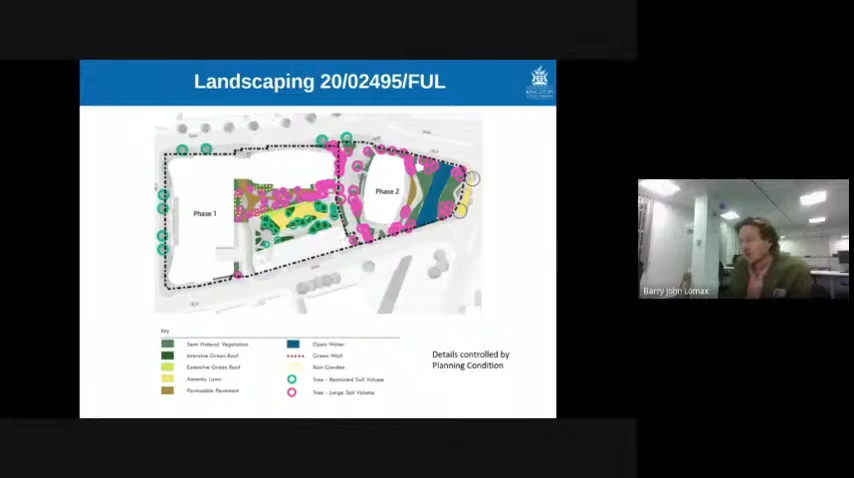 Landscaping 20/02495/FUL
KINGSTON
Phase 1
Phase 2
Key
Semi Natural Vegetation
Intensive Green Roof
Extensive Green Roof
Amenity Lawn
Permeable Pavement
Open Water
Green Wall
Rain Garden
Tree - Restricted Soil Volume
Tree - Large Soil Volume
Details controlled by
Planning Condition
Barry John Lomax